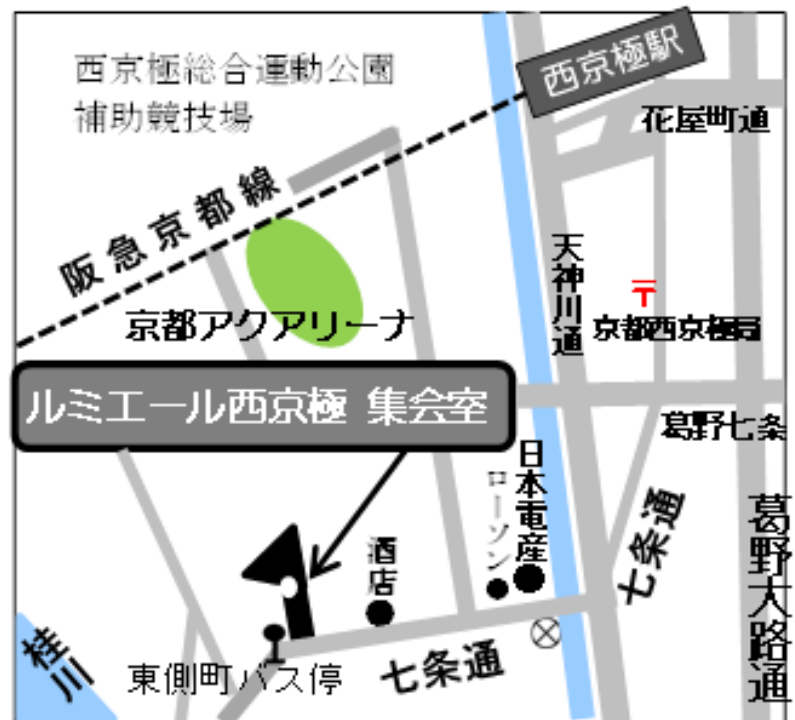 西京極総合運動公園
補助競技場
西京極駅
花屋町通
阪急京都線
天神川通
〒
京都西京極局
京都アクアリーナ
ルミエール西京極 集会室
葛野七条
日本電産
ローソン
酒店
七条通
葛野大路通
桂川
東側町バス停
七条通